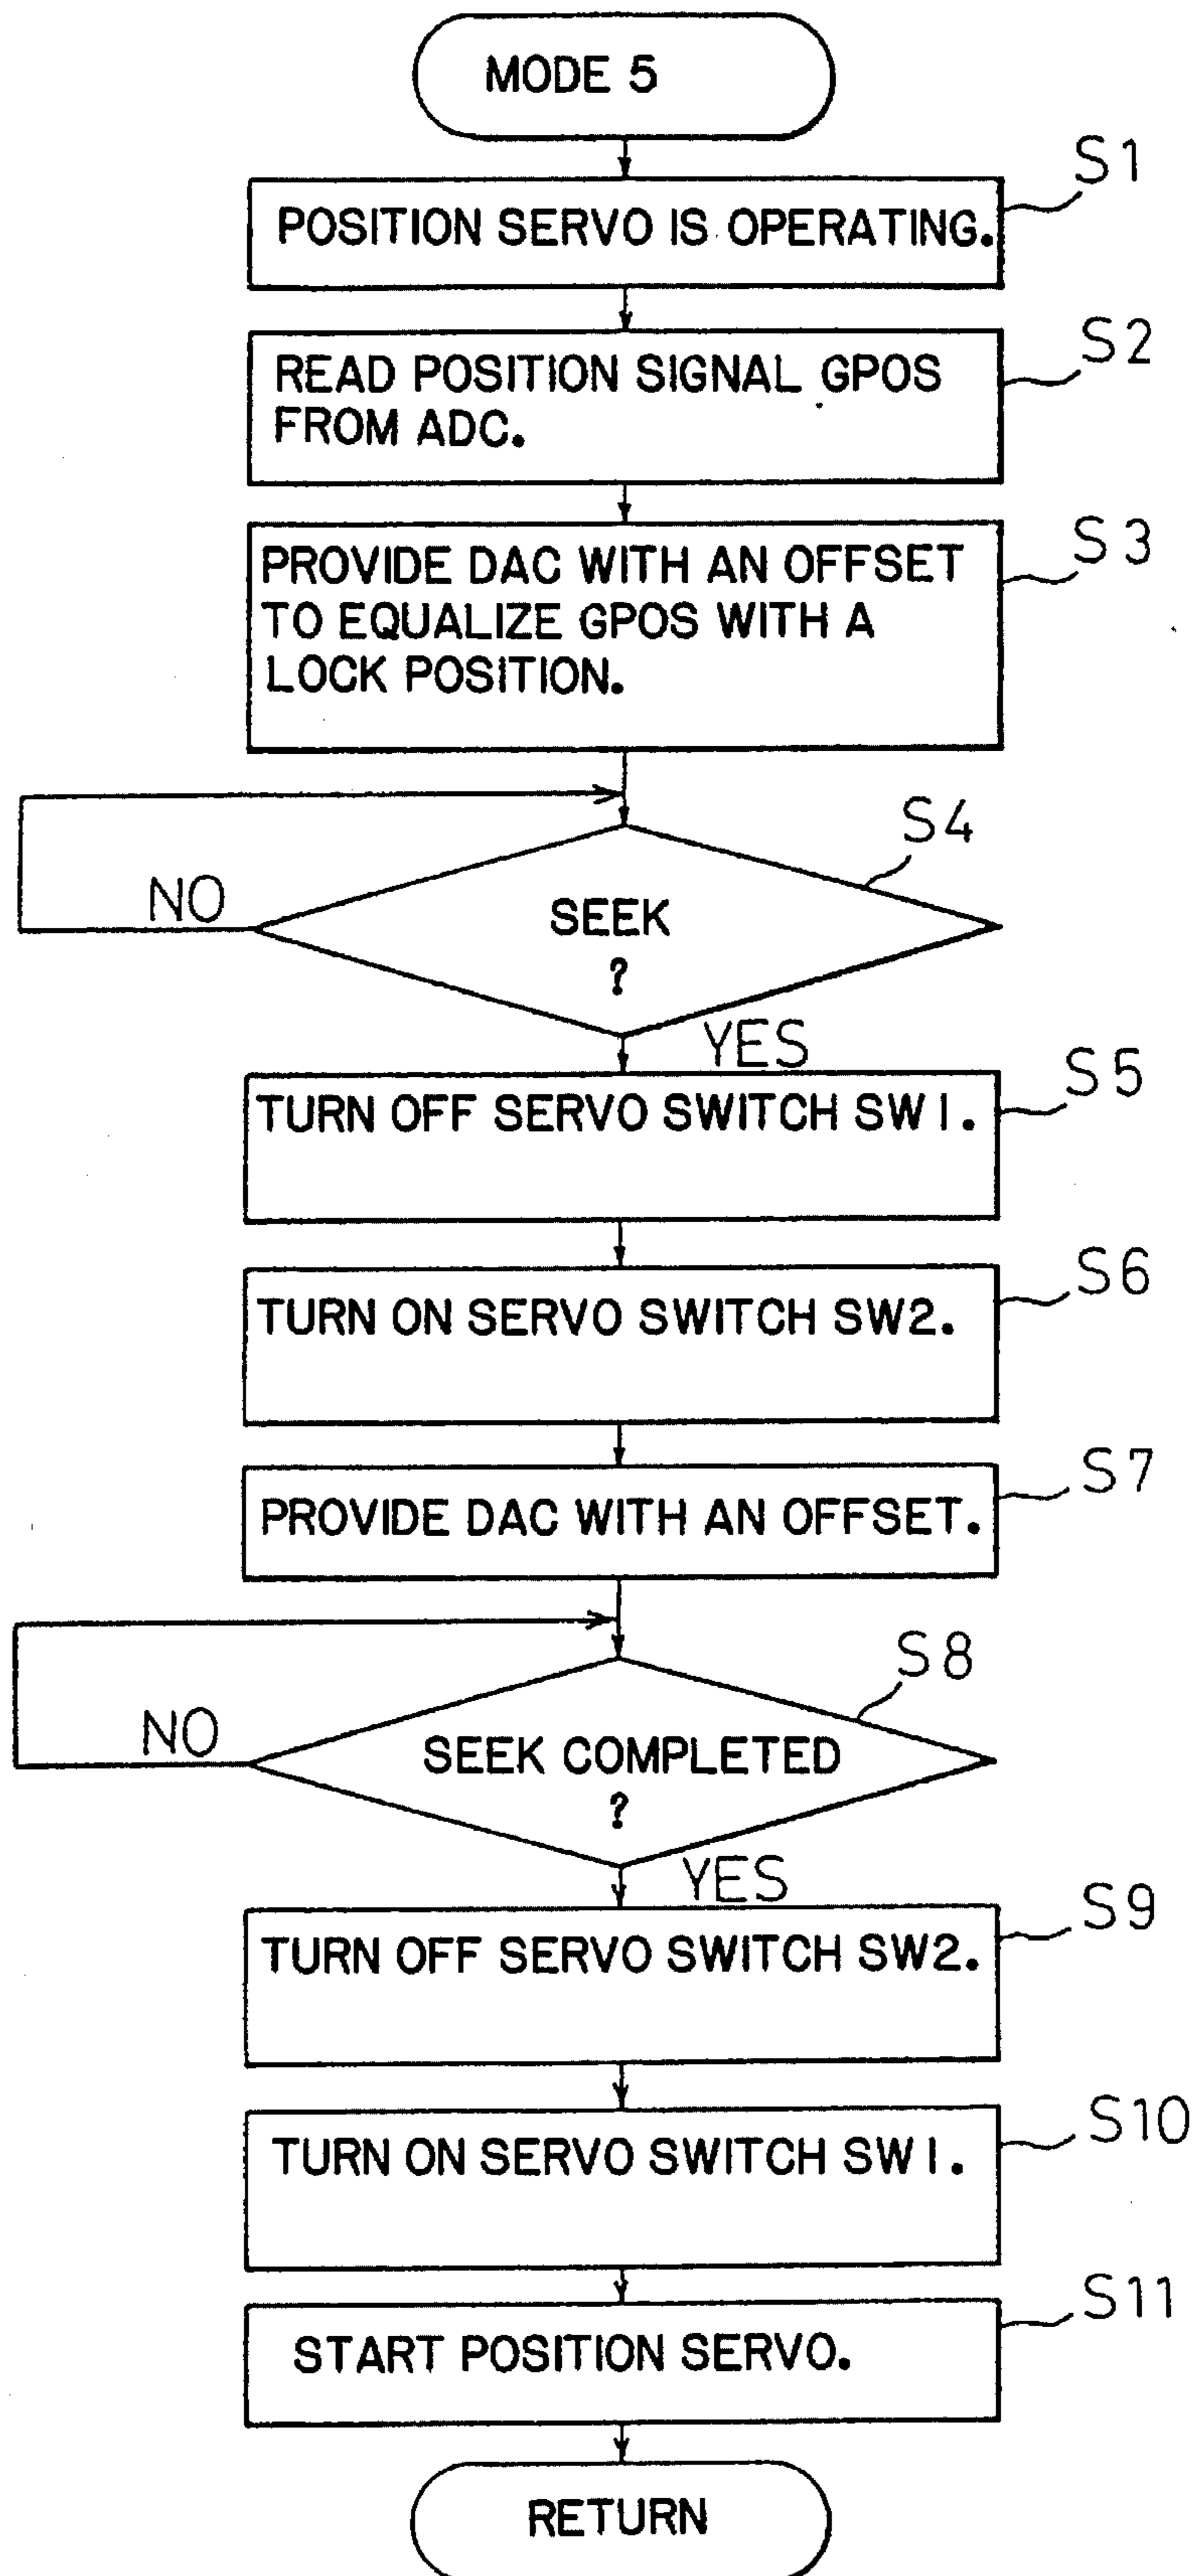 MODE 5
S1
POSITION SERVO IS OPERATING.
S2
READ POSITION SIGNAL GPOS
FROM ADC.
S3
PROVIDE DAC WITH AN OFFSET
TO EQUALIZE GPOS WITH A
LOCK POSITION.
S4
NO
SEEK
?
YES
S5
TURN OFF SERVO SWITCH SW1.
S6
TURN ON SERVO SWITCH SW2.
S7
PROVIDE DAC WITH AN OFFSET.
S8
NO
SEEK COMPLETED
?
YES
S9
TURN OFF SERVO SWITCH SW2.
S10
TURN ON SERVO SWITCH SW1.
S11
START POSITION SERVO.
RETURN